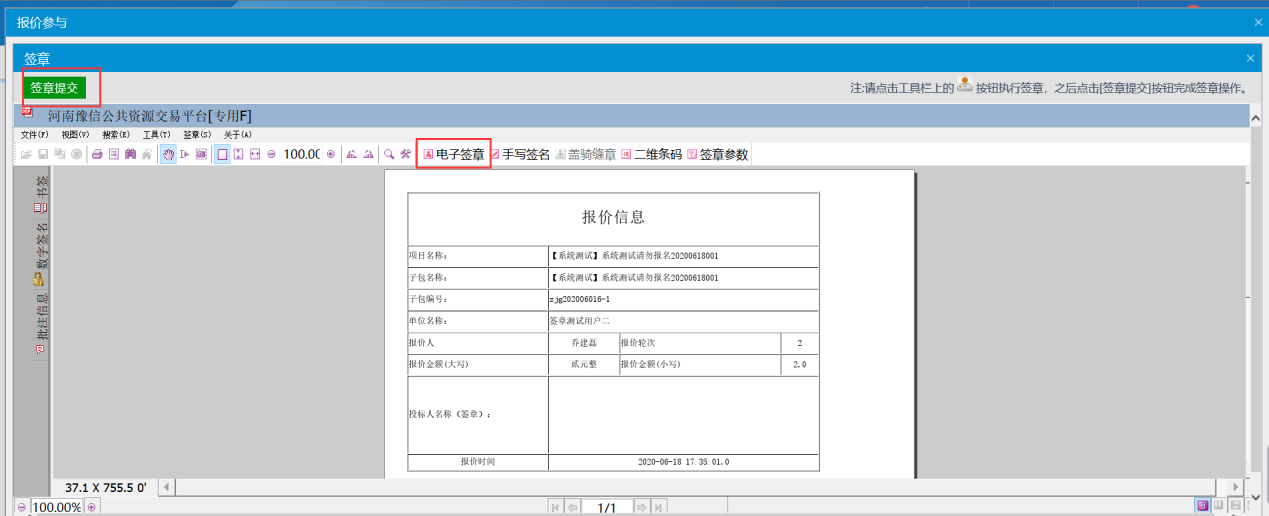 报价参与
签章
签章提交
注:请点击工具栏上的 按钮执行签章，之后点击[签章提交]按钮完成签章操作。
河南豫信公共资源交易平台[专用F]
文件(F) 视图(V) 搜索(E) 工具(T) 签章(S) 关于(A)
100.0( 电子签章 手写签名 盖骑缝章 二维条码 签章参数
书签
数字签名
批注信息
报价信息
项目名称： 【系统测试】系统测试请勿报名20200618001
子包名称： 【系统测试】系统测试请勿报名20200618001
子包编号： zjg202006016-1
单位名称： 签章测试用户二
报价人 乔建磊 报价轮次 2
报价金额(大写) 贰元整 报价金额(小写) 2.0
投标人名称（签章）：
报价时间 2020-06-18 17:35:01.0
37.1 X 755.5 0'
100.00% 1/1